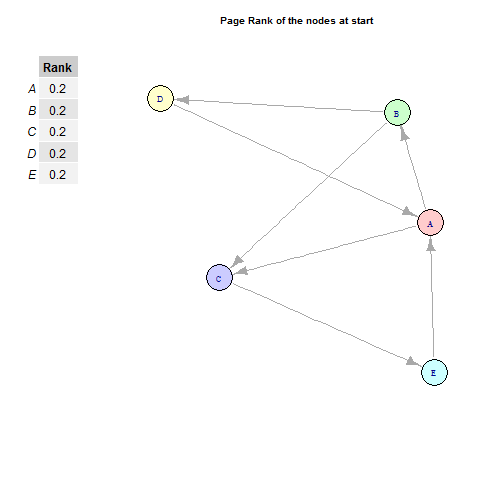 Page Rank of the nodes at start
Rank
A 0.2
B 0.2
C 0.2
D 0.2
E 0.2
D
B
A
C
E